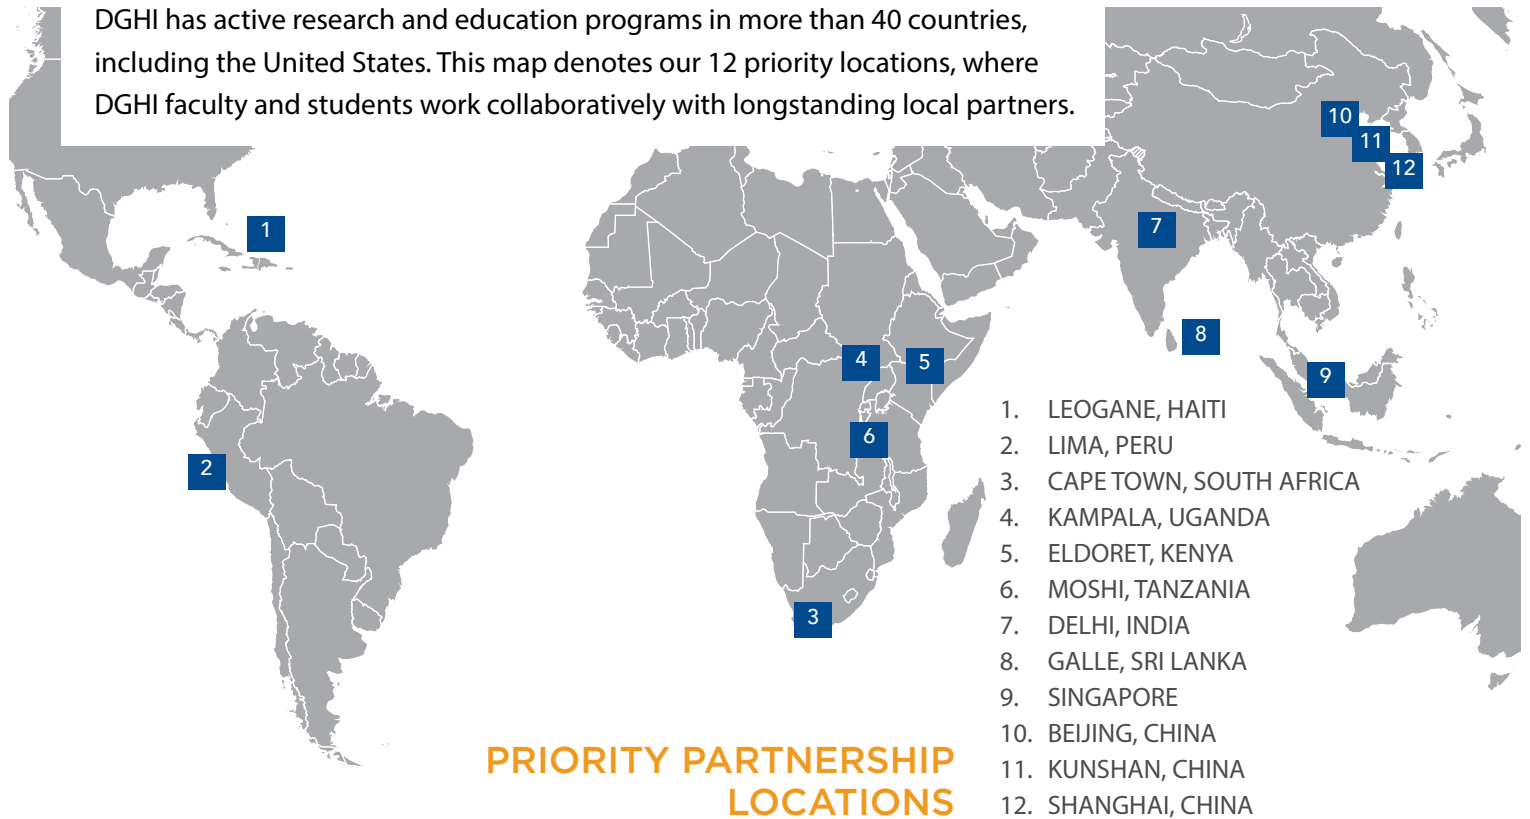 DGHI has active research and education programs in more than 40 countries,
including the United States. This map denotes our 12 priority locations, where
DGHI faculty and students work collaboratively with longstanding local partners.
10
11
12
1
7
8
4
5
9
6
2
3
1. LEOGANE, HAITI
2. LIMA, PERU
3. CAPE TOWN, SOUTH AFRICA
4. KAMPALA, UGANDA
5. ELDORET, KENYA
6. MOSHI, TANZANIA
7. DELHI, INDIA
8. GALLE, SRI LANKA
9. SINGAPORE
10. BEIJING, CHINA
11. KUNSHAN, CHINA
12. SHANGHAI, CHINA
PRIORITY PARTNERSHIP
LOCATIONS